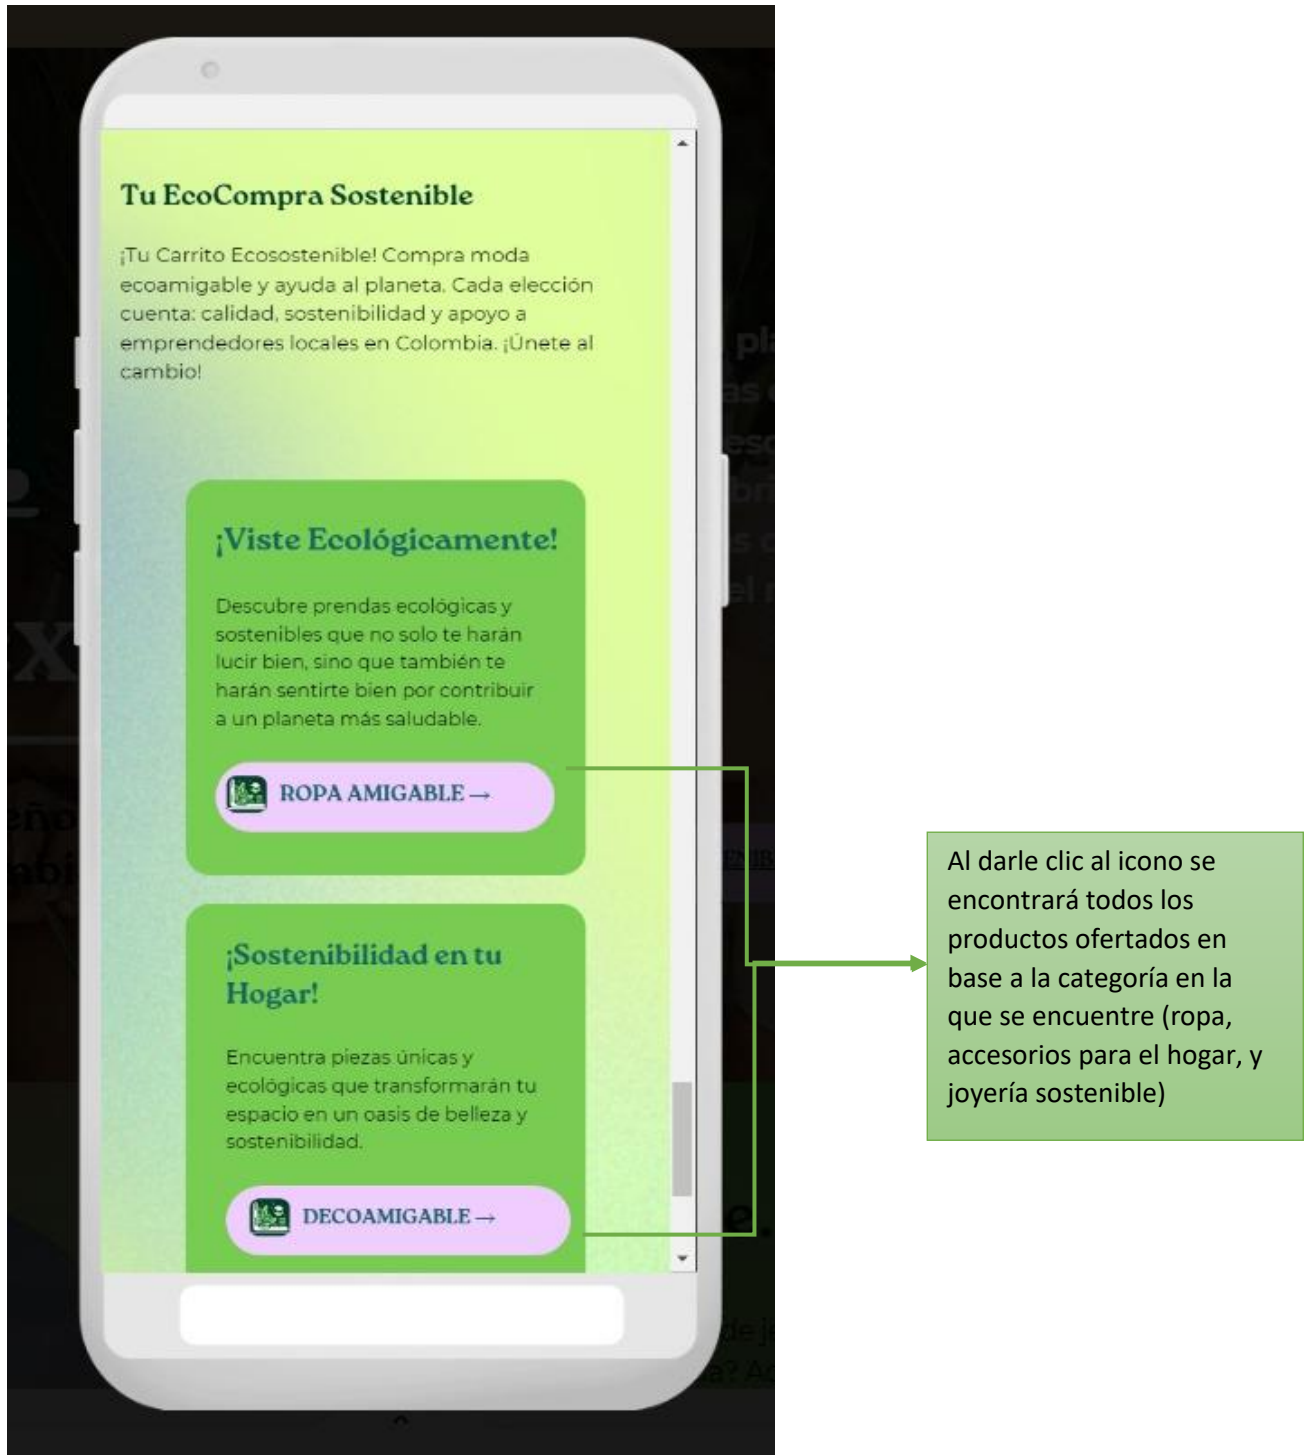 Tu EcoCompra Sostenible
¡Tu Carrito Ecosostenible! Compra moda
ecoamigable y ayuda al planeta. Cada elección
cuenta: calidad, sostenibilidad y apoyo a
emprendedores locales en Colombia. ¡Únete al
cambio!
¡Viste Ecológicamente!
Descubre prendas ecológicas y
sostenibles que no solo te harán
lucir bien, sino que también te
harán sentirte bien por contribuir
a un planeta más saludable.
ROPA AMIGABLE →
¡Sostenibilidad en tu
Hogar!
Encuentra piezas únicas y
ecológicas que transformarán tu
espacio en un oasis de belleza y
sostenibilidad.
DECOAMIGABLE →
Al darle clic al icono se
encontrará todos los
productos ofertados en
base a la categoría en la
que se encuentre (ropa,
accesorios para el hogar, y
joyería sostenible)